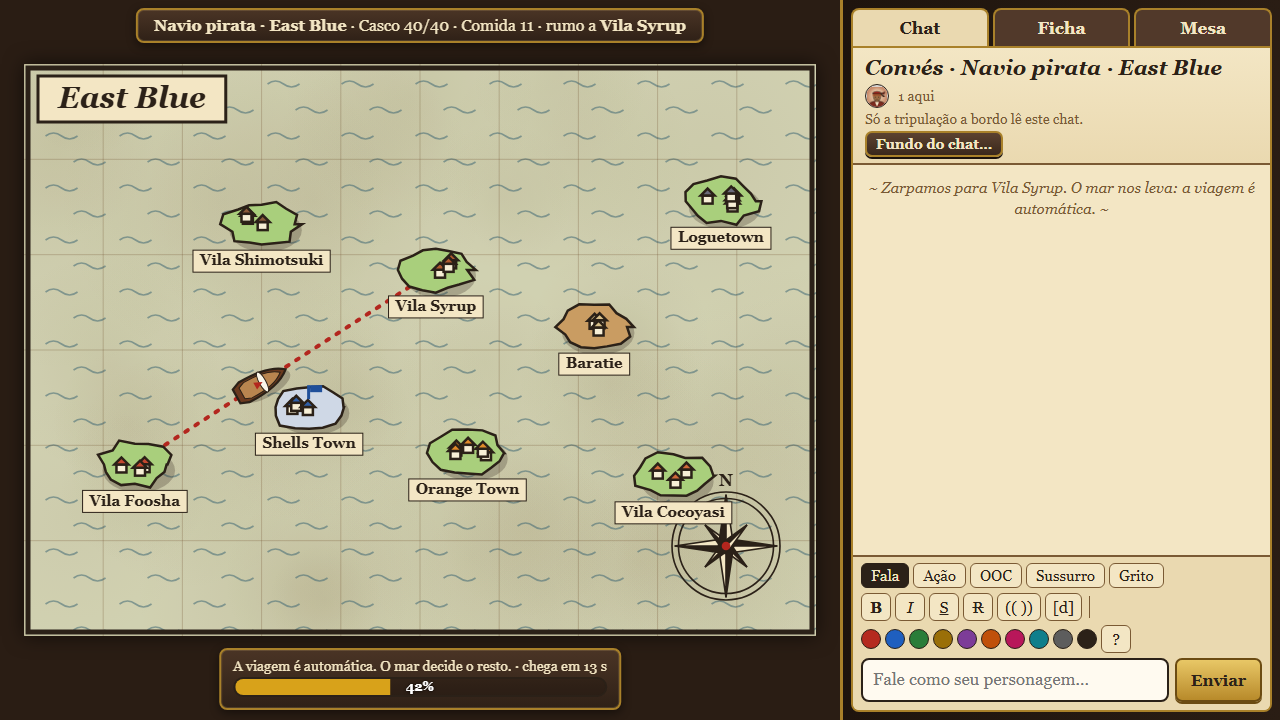 Navio pirata · East Blue · Casco 40/40 · Comida 11 · rumo a Vila Syrup
East Blue
Loguetown
Vila Shimotsuki
Vila Syrup
Baratie
Shells Town
Orange Town
Vila Foosha
N
Vila Cocoyasi
A viagem é automática. O mar decide o resto. · chega em 13 s
42%
Chat
Ficha
Mesa
Convés · Navio pirata · East Blue
1 aqui
Só a tripulação a bordo lê este chat.
Fundo do chat...
~ Zarpamos para Vila Syrup. O mar nos leva: a viagem é
automática. ~
Fala Ação OOC Sussurro Grito
B I S R (( )) [d]
?
Fale como seu personagem...
Enviar